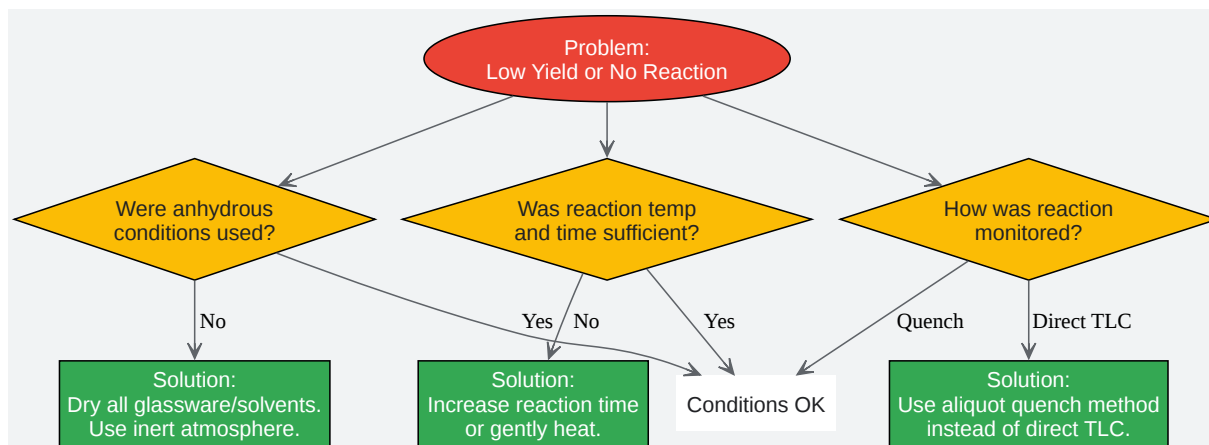 Problem:
Low Yield or No Reaction
Were anhydrous
conditions used?
Was reaction temp
and time sufficient?
How was reaction
monitored?
No
Yes
No
Yes
Quench
Direct TLC
Solution:
Dry all glassware/solvents.
Use inert atmosphere.
Solution:
Increase reaction time
or gently heat.
Conditions OK
Solution:
Use aliquot quench method
instead of direct TLC.